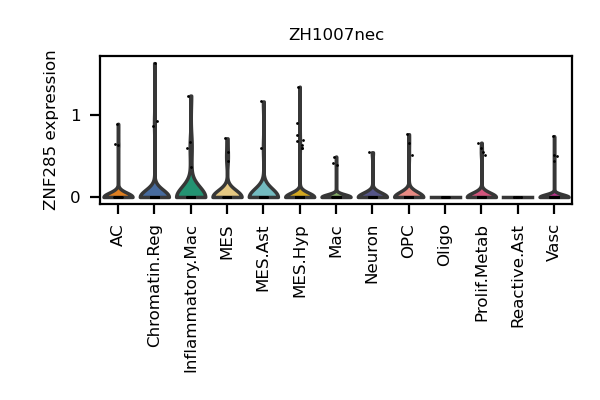 ZH1007nec
ZNF285 expression
1
0
AC
Chromatin.Reg
Inflammatory.Mac
MES
MES.Ast
MES.Hyp
Mac
Neuron
OPC
Oligo
Prolif.Metab
Reactive.Ast
Vasc